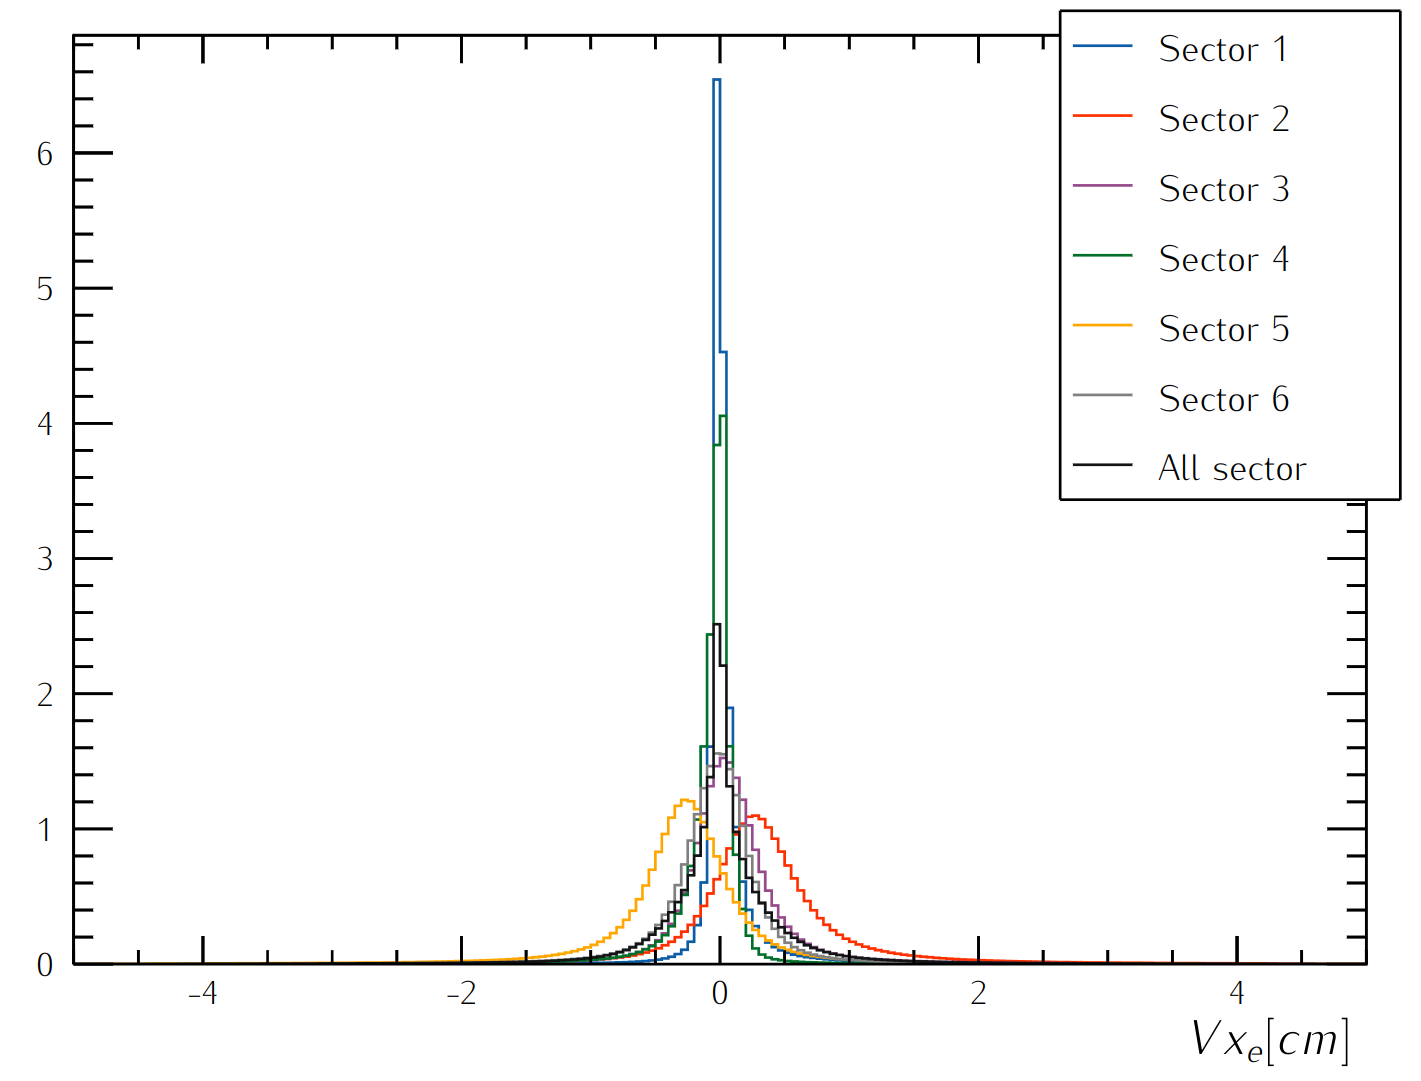 Sector 1
Sector 2
Sector 3
Sector 4
Sector 5
Sector 6
All sector
6
5
4
3
2
1
0
−4 −2 0 2 4
Vxₑ[cm]